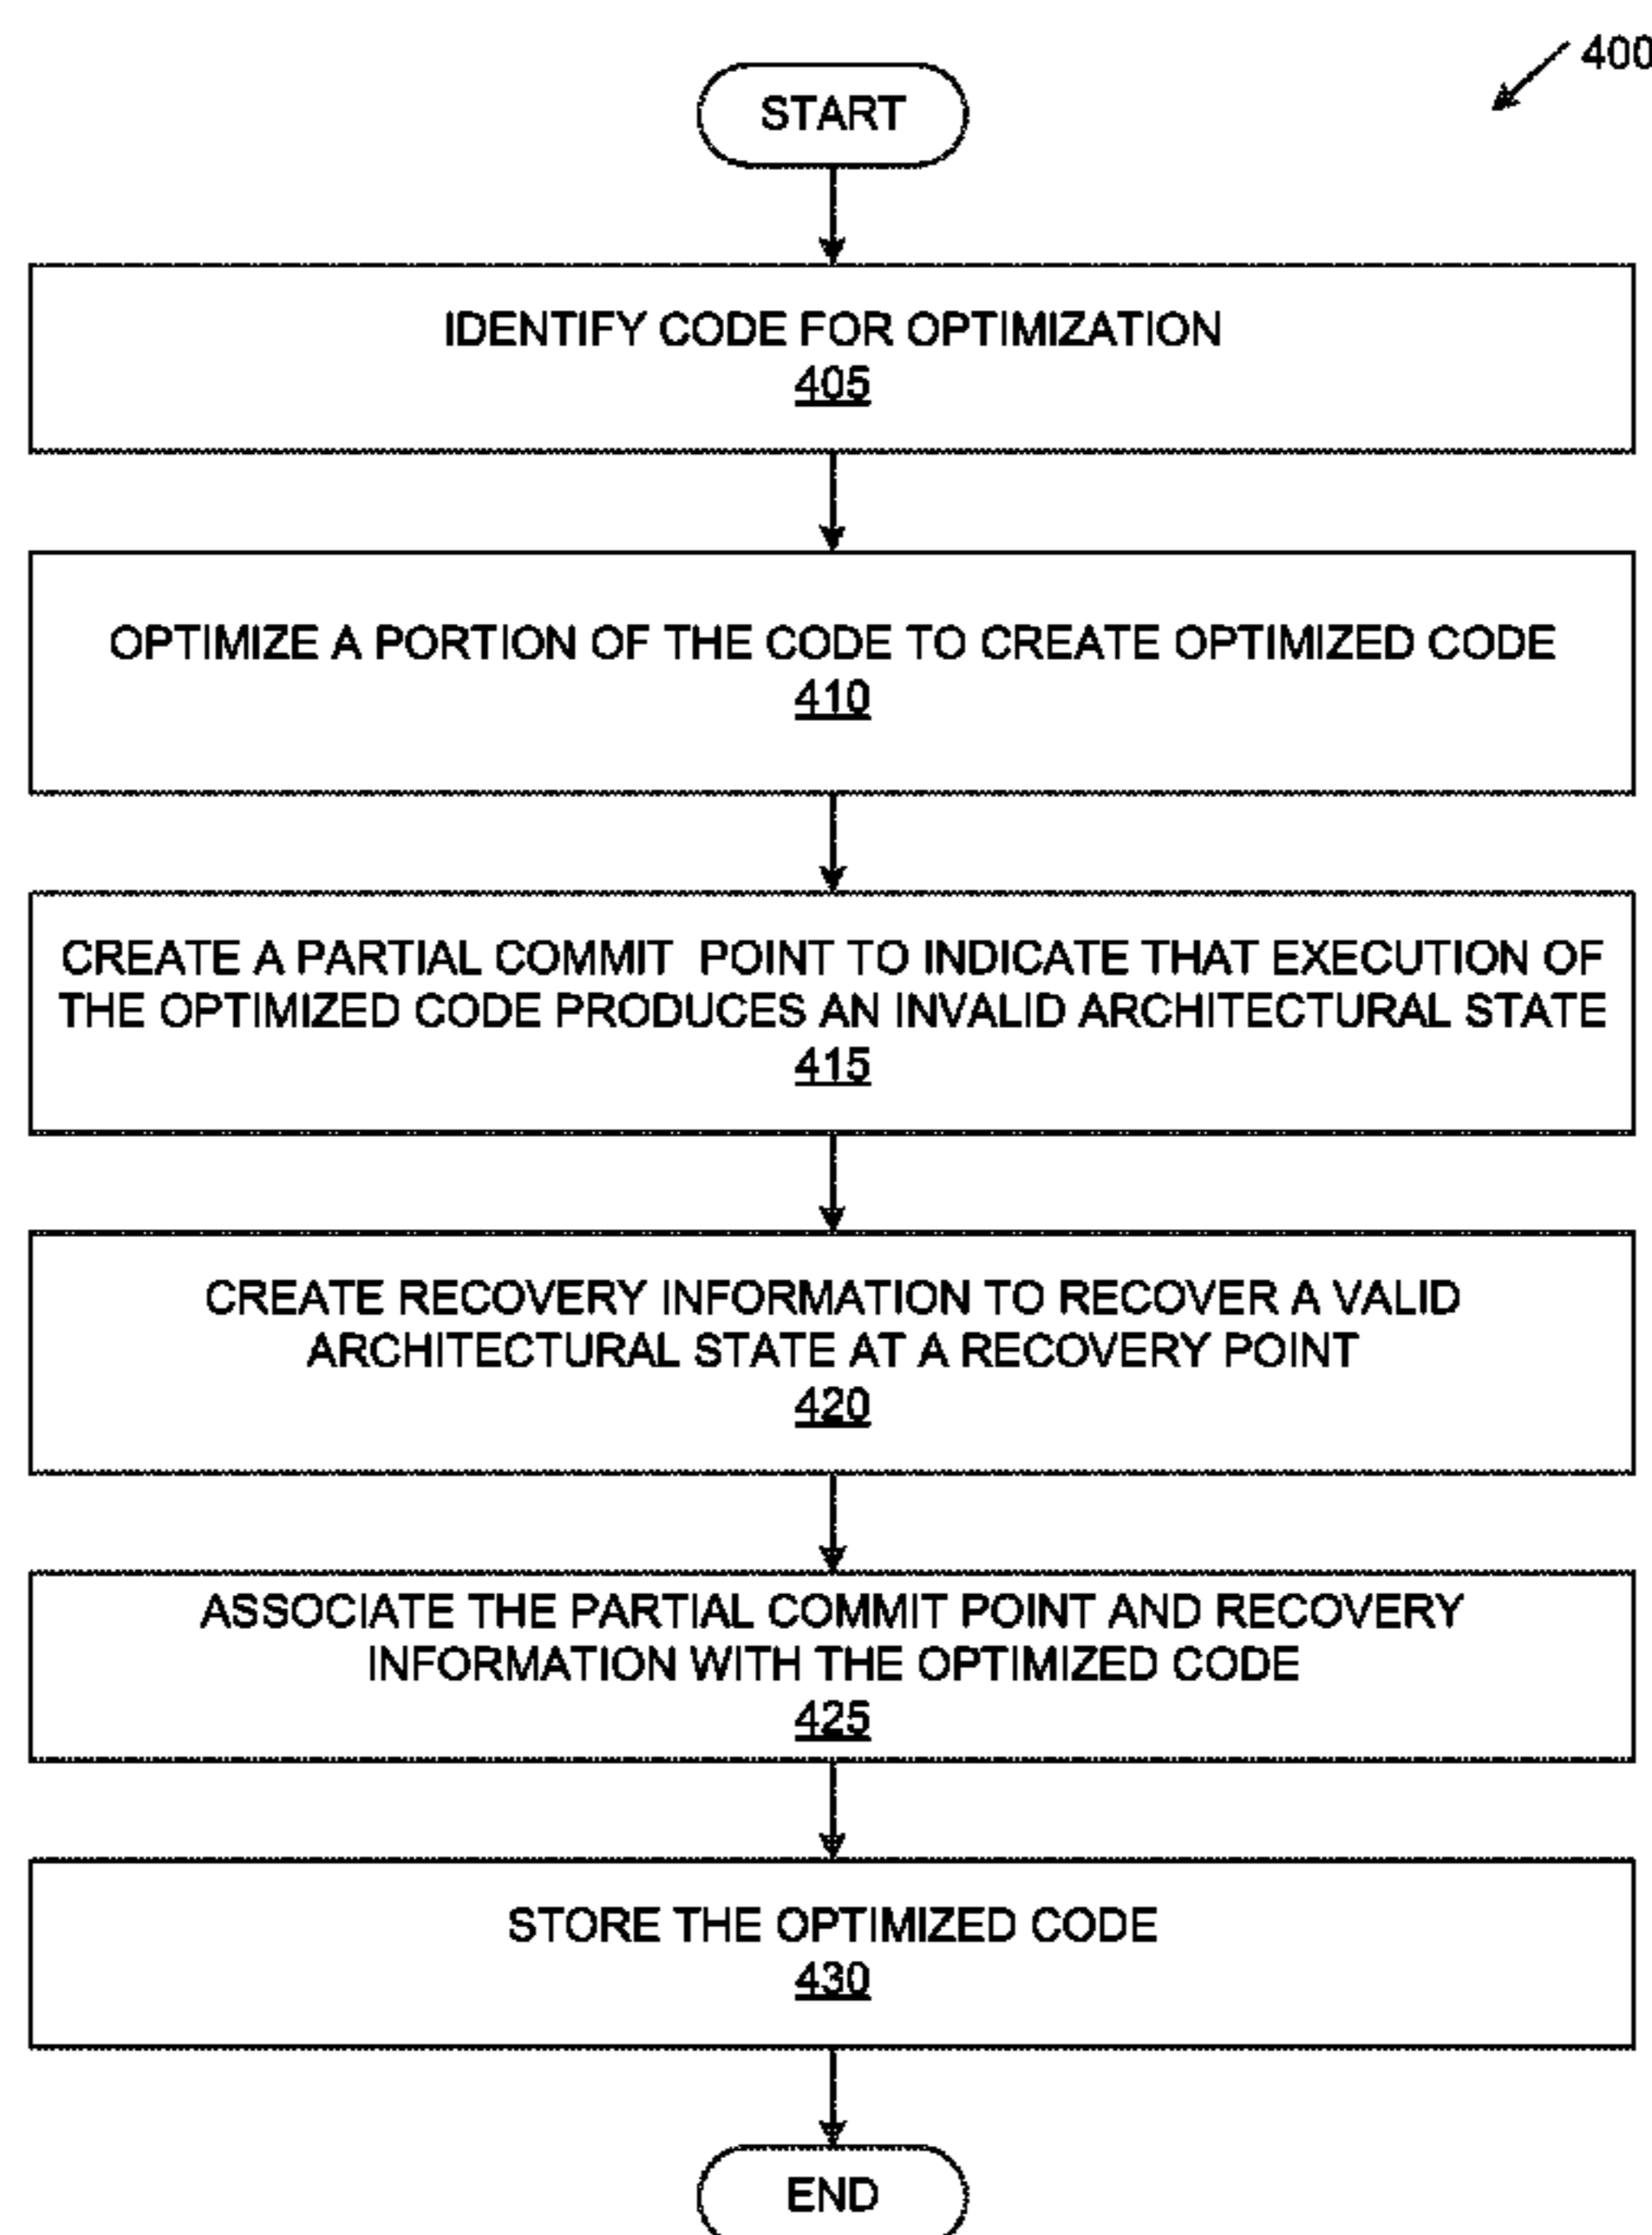 400
START
IDENTIFY CODE FOR OPTIMIZATION
405
OPTIMIZE A PORTION OF THE CODE TO CREATE OPTIMIZED CODE
410
CREATE A PARTIAL COMMIT POINT TO INDICATE THAT EXECUTION OF
THE OPTIMIZED CODE PRODUCES AN INVALID ARCHITECTURAL STATE
415
CREATE RECOVERY INFORMATION TO RECOVER A VALID
ARCHITECTURAL STATE AT A RECOVERY POINT
420
ASSOCIATE THE PARTIAL COMMIT POINT AND RECOVERY
INFORMATION WITH THE OPTIMIZED CODE
425
STORE THE OPTIMIZED CODE
430
END